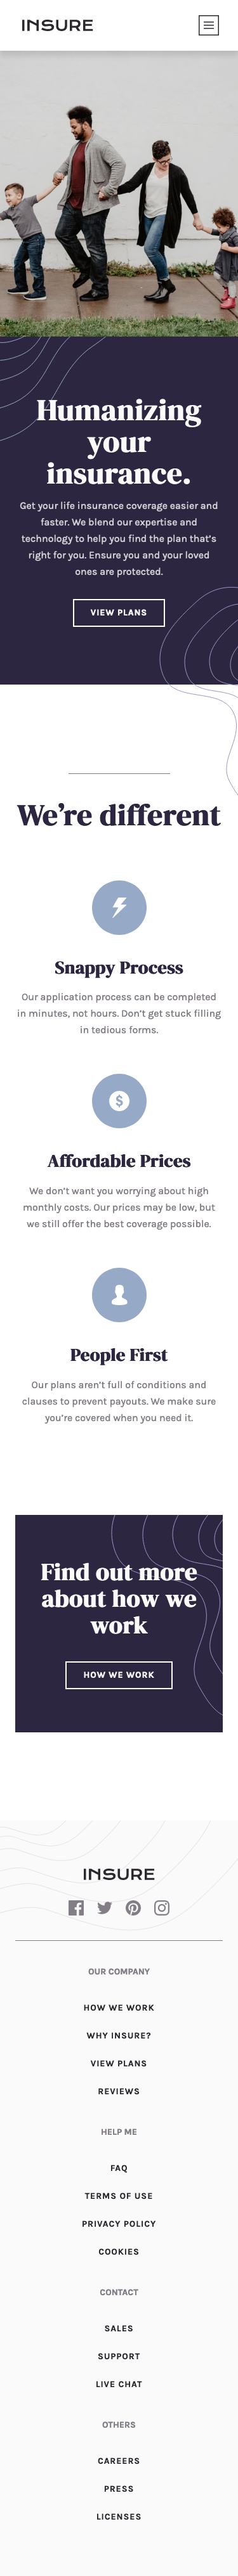 INSURE
Humanizing
your
insurance.
Get your life insurance coverage easier and
faster. We blend our expertise and
technology to help you find the plan that’s
right for you. Ensure you and your loved
ones are protected.
VIEW PLANS
We’re different
Snappy Process
Our application process can be completed
in minutes, not hours. Don’t get stuck filling
in tedious forms.
$
Affordable Prices
We don’t want you worrying about high
monthly costs. Our prices may be low, but
we still offer the best coverage possible.
People First
Our plans aren’t full of conditions and
clauses to prevent payouts. We make sure
you’re covered when you need it.
Find out more
about how we
work
HOW WE WORK
INSURE
OUR COMPANY
HOW WE WORK
WHY INSURE?
VIEW PLANS
REVIEWS
HELP ME
FAQ
TERMS OF USE
PRIVACY POLICY
COOKIES
CONTACT
SALES
SUPPORT
LIVE CHAT
OTHERS
CAREERS
PRESS
LICENSES